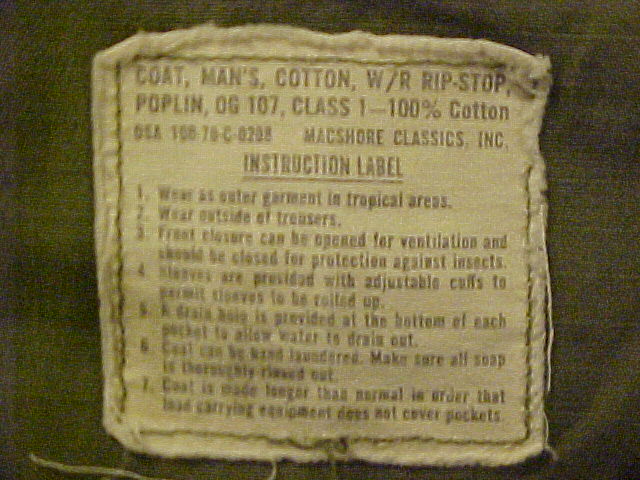 COAT, MAN'S, COTTON, W/R RIP-STOP,
POPLIN, OG 107, CLASS 1—100% Cotton
DSA 100-70-C-0298 MACSHORE CLASSICS, INC.
INSTRUCTION LABEL
1. Wear as outer garment in tropical areas.
2. Wear outside of trousers.
3. Front closure can be opened for ventilation and
should be closed for protection against insects.
4. Sleeves are provided with adjustable cuffs to
permit sleeves to be rolled up.
5. A drain hole is provided at the bottom of each
pocket to allow water to drain out.
6. Coat can be hand laundered. Make sure all soap
is thoroughly rinsed out.
7. Coat is made longer than normal in order that
load carrying equipment does not cover pockets.